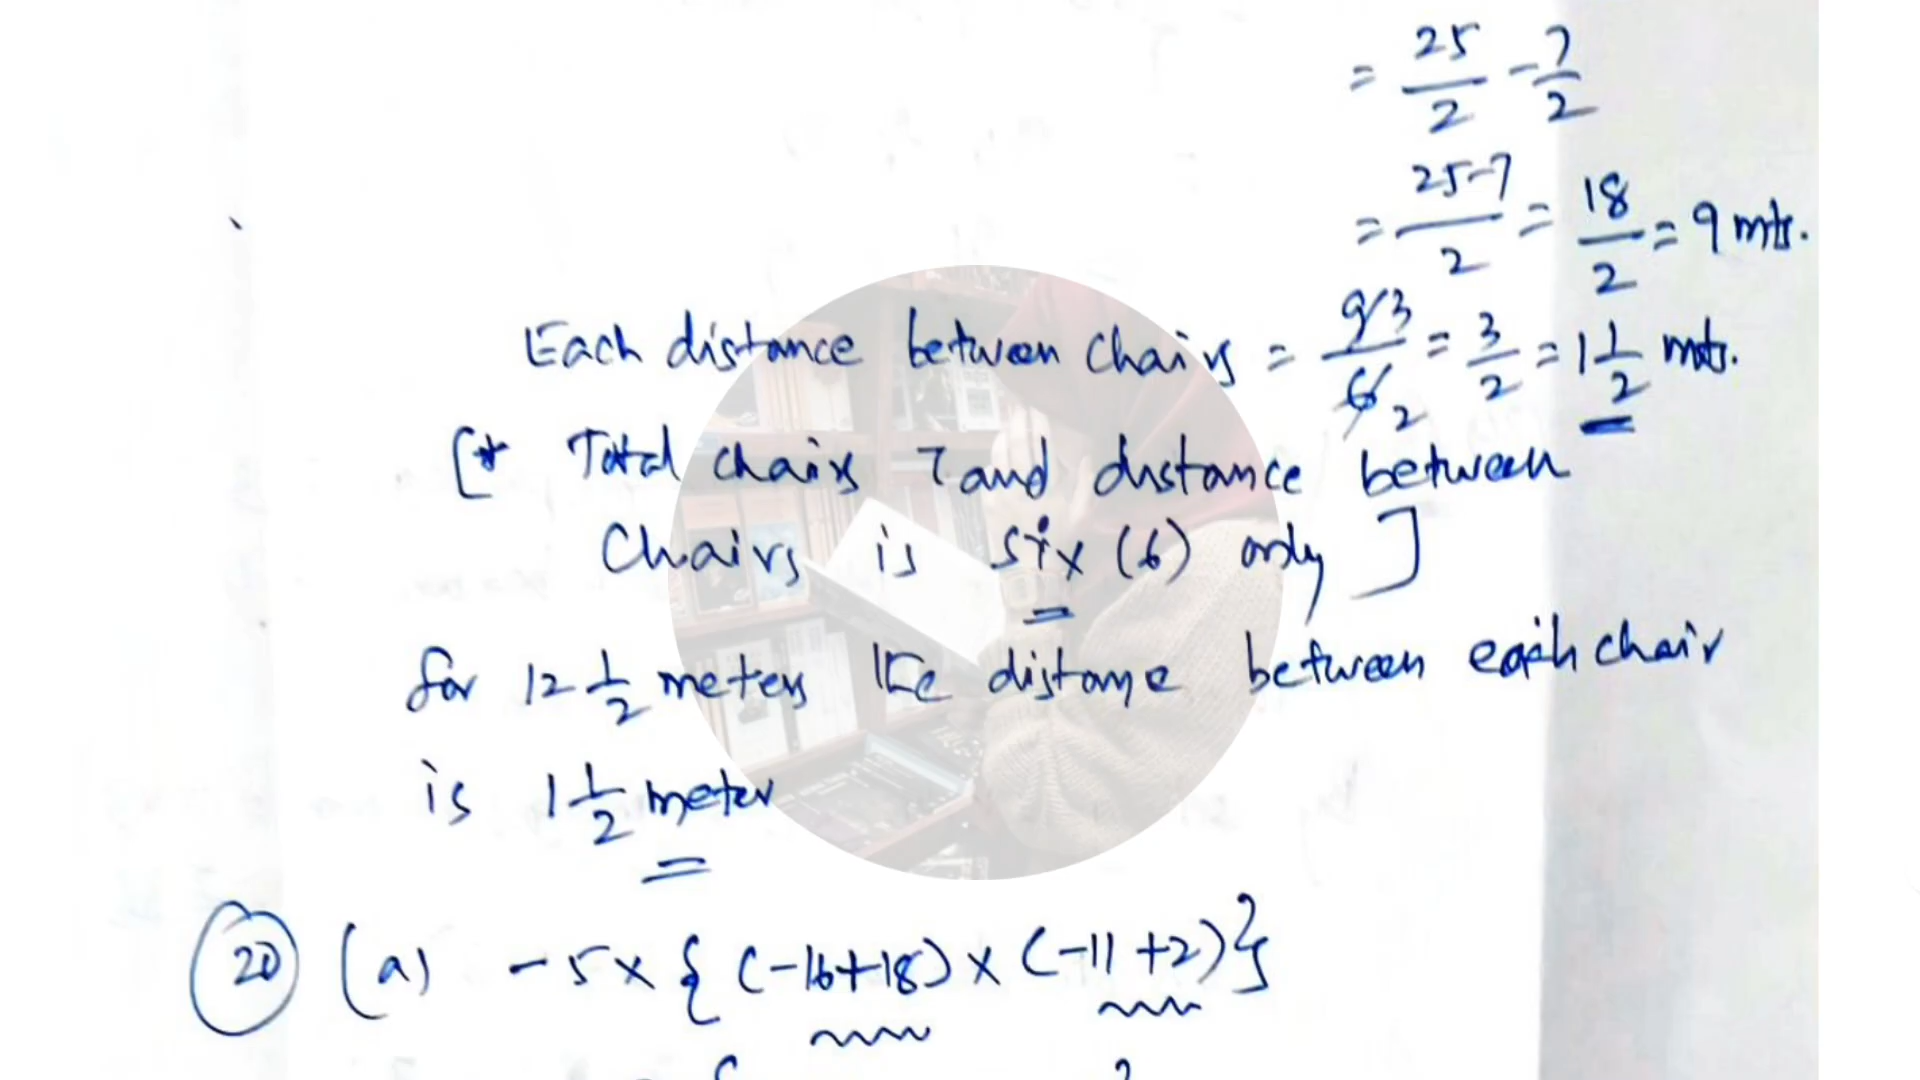 = 25/2 - 7/2
= 25-7/2 = 18/2 = 9 mts.
Each distance between chairs = 9 3/6 2 = 3/2 = 1 1/2 mts.
[* Total chairs 7 and distance between
Chairs is six (6) only ]
for 12 1/2 meters the distance between each chair
is 1 1/2 meter
20 (a) -5 x { (-16+18) x (-11+2)}